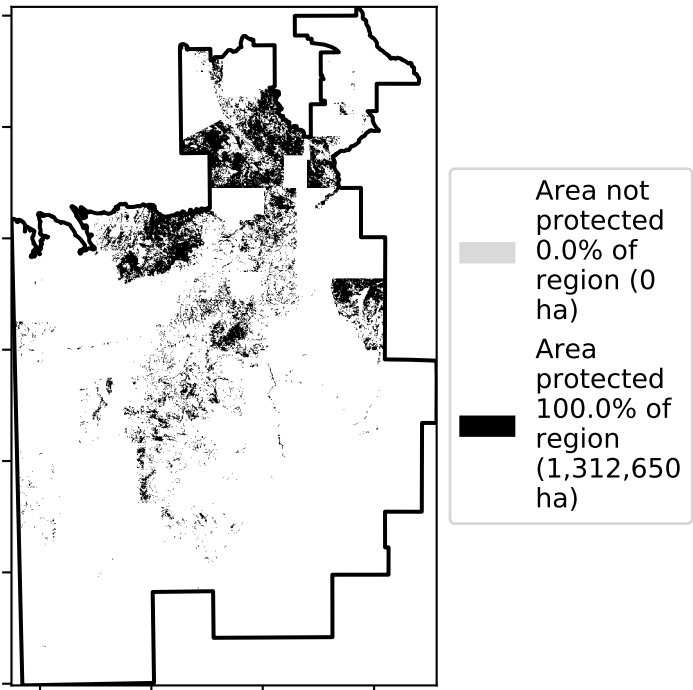 Area not
protected
0.0% of
region (0
ha)
Area
protected
100.0% of
region
(1,312,650
ha)